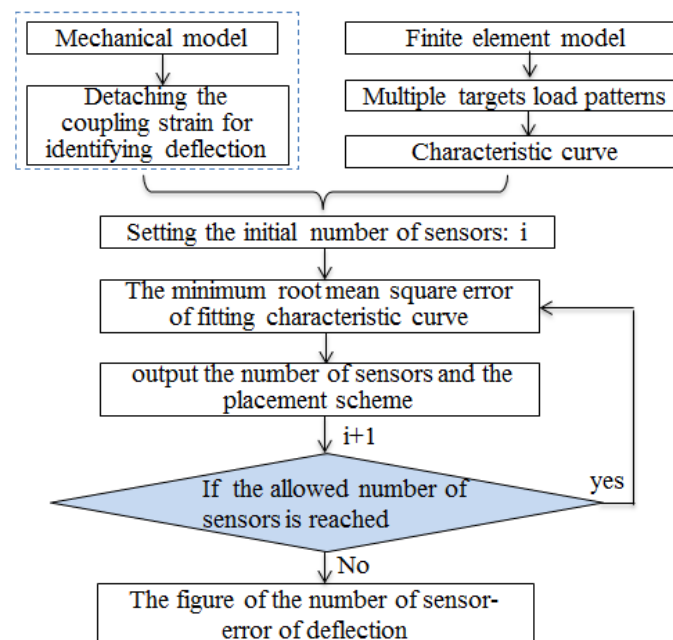 Mechanical model
Detaching the
coupling strain for
identifying deflection
Finite element model
Multiple targets load patterns
Characteristic curve
Setting the initial number of sensors: i
The minimum root mean square error
of fitting characteristic curve
output the number of sensors and the
placement scheme
i+1
If the allowed number of
sensors is reached
yes
No
The figure of the number of sensor-
error of deflection